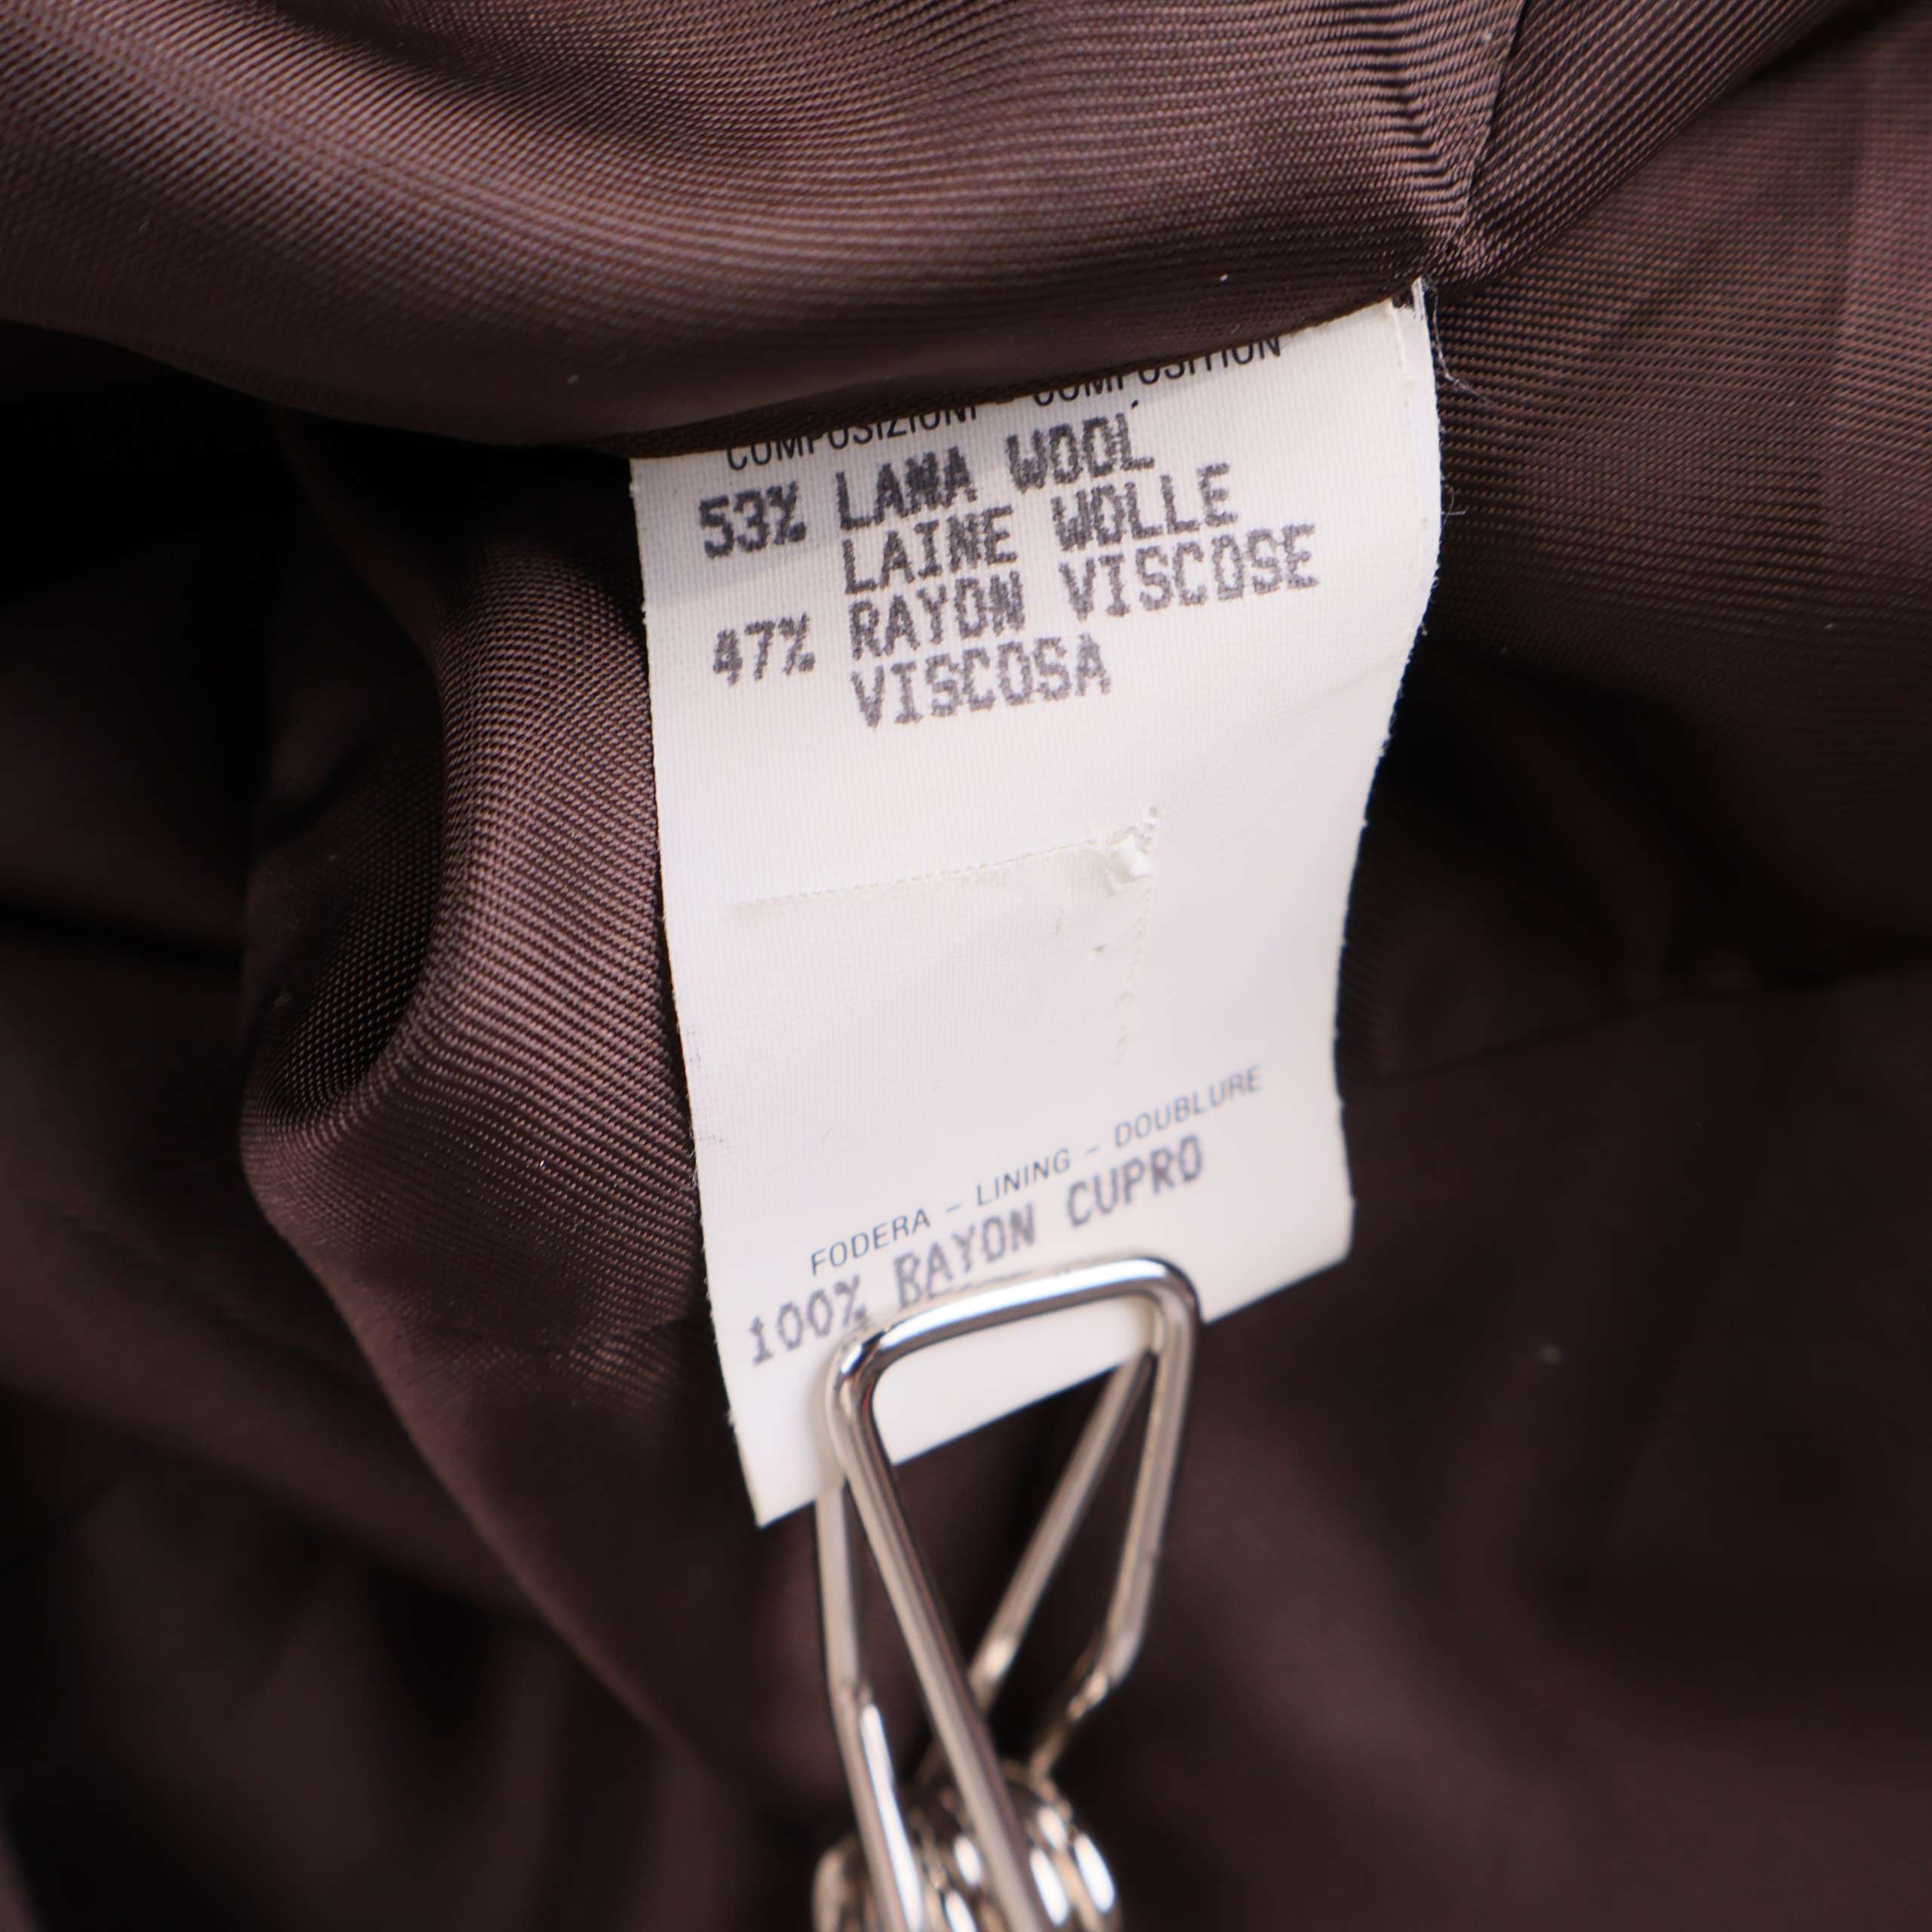 COMPOSIZIONI - COMPOSITION
53% LANA WOOL
LAINE WOLLE
47% RAYON VISCOSE
VISCOSA
FODERA - LINING - DOUBLURE
100% RAYON CUPRO